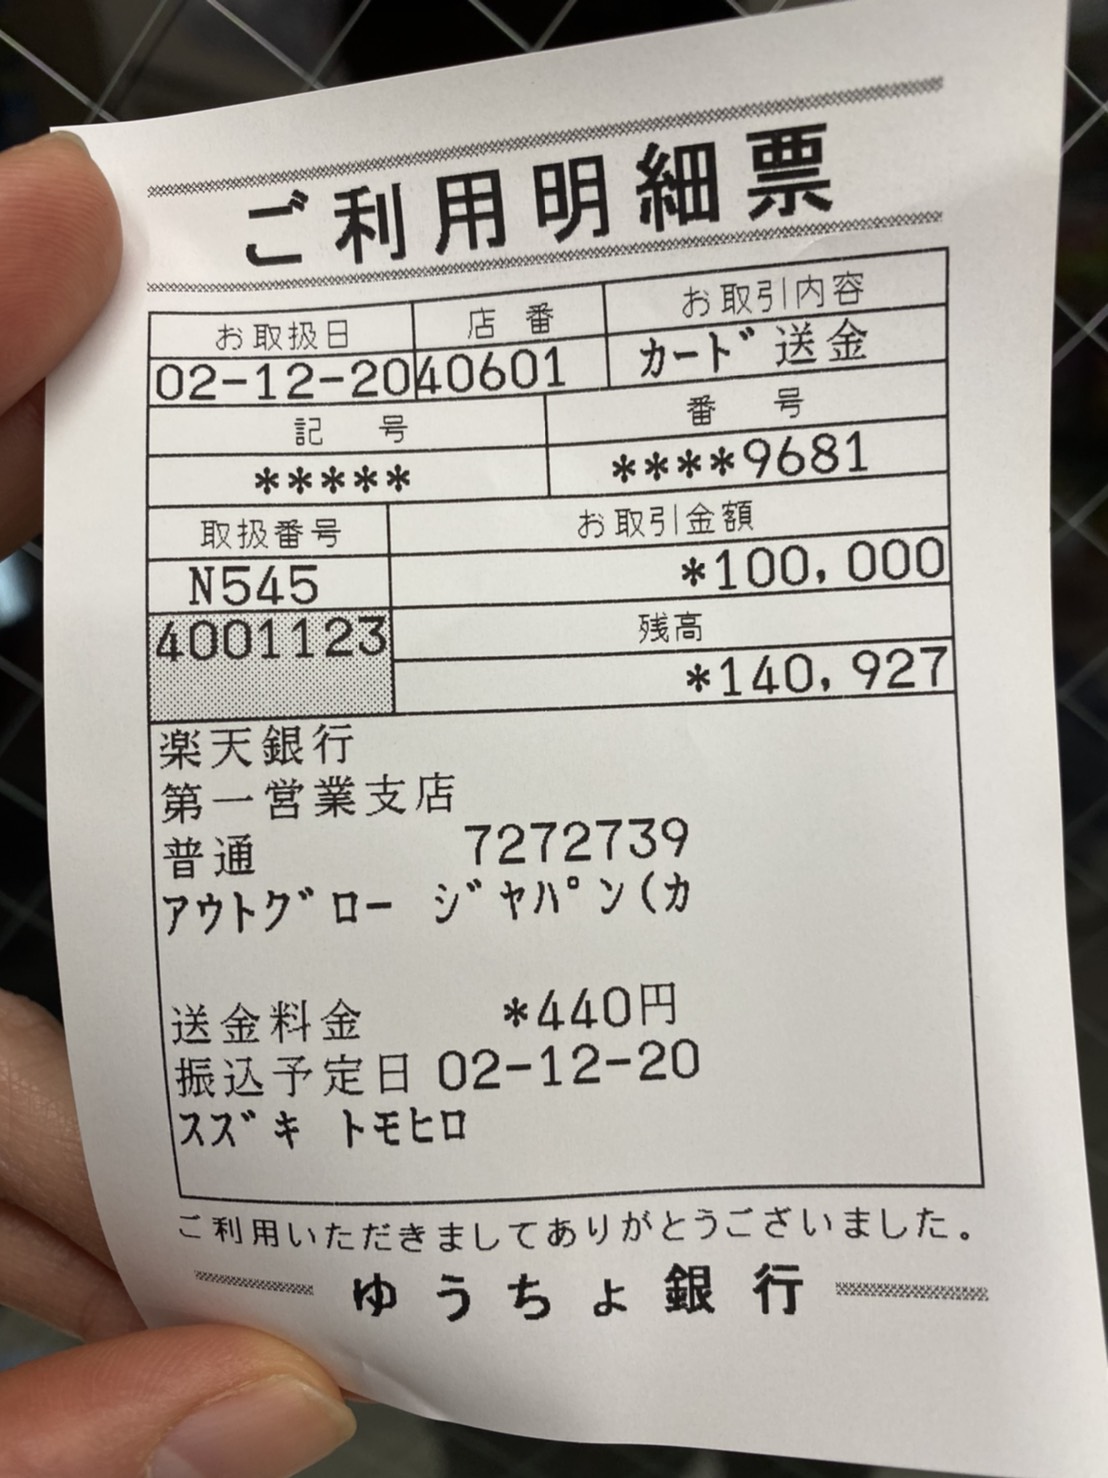 ご利用明細票
お取扱日 店番 お取引内容
02-12-20 40601 カード送金
記号 番号
***** ****9681
取扱番号 お取引金額
N545 *100,000
4001123 残高
*140,927
楽天銀行
第一営業支店
普通 7272739
アウトグロー ジャパン(カ
送金料金 *440円
振込予定日 02-12-20
スズキ トモヒロ
ご利用いただきましてありがとうございました。
ゆうちょ銀行